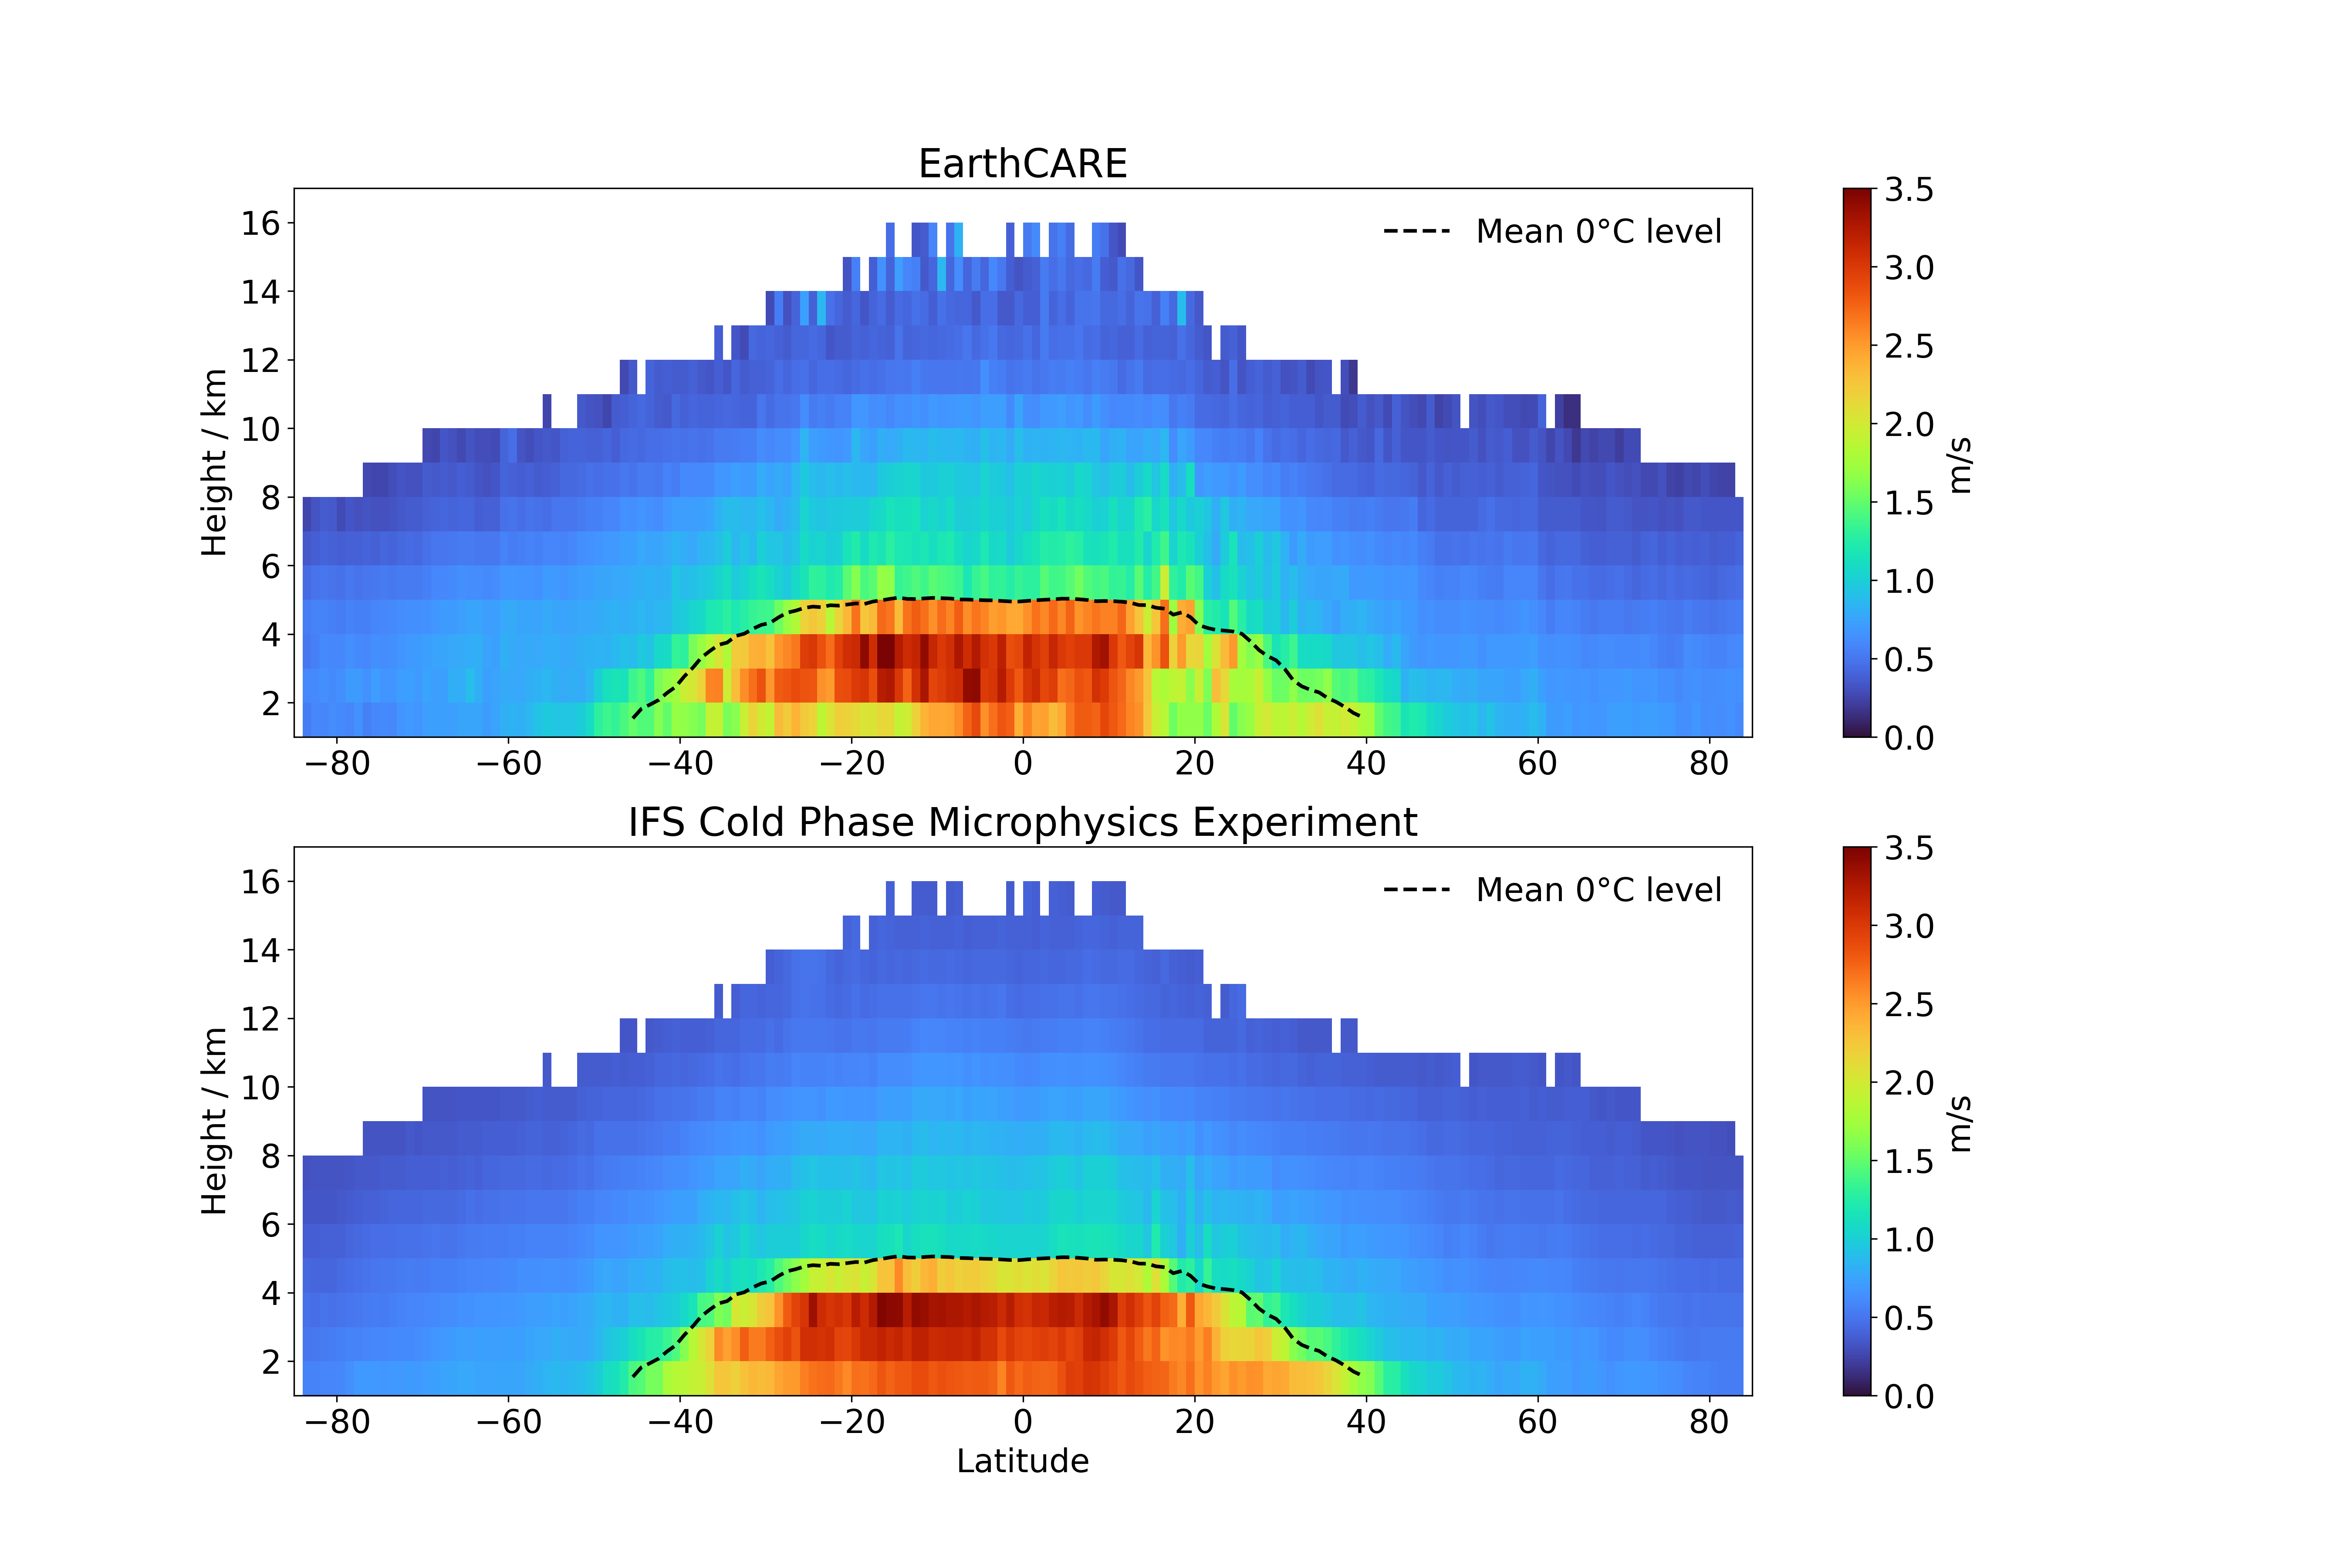 EarthCARE
Mean 0°C level
Height / km
16
14
12
10
8
6
4
2
−80 −60 −40 −20 0 20 40 60 80
3.5
3.0
2.5
2.0
1.5
1.0
0.5
0.0
m/s
IFS Cold Phase Microphysics Experiment
Mean 0°C level
Height / km
16
14
12
10
8
6
4
2
−80 −60 −40 −20 0 20 40 60 80
Latitude
3.5
3.0
2.5
2.0
1.5
1.0
0.5
0.0
m/s